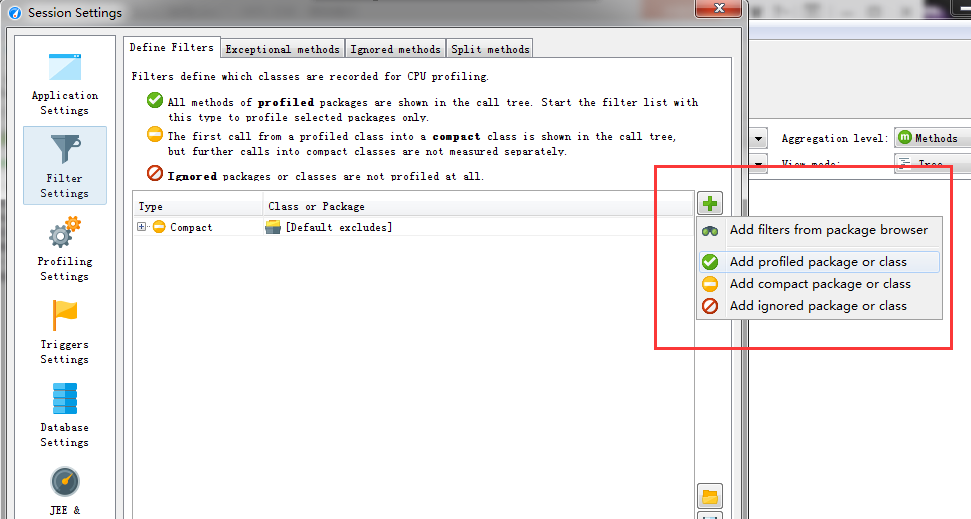 Session Settings
Application
Settings
Filter
Settings
Profiling
Settings
Triggers
Settings
Database
Settings
JEE &
Define Filters
Exceptional methods
Ignored methods
Split methods
Filters define which classes are recorded for CPU profiling.
All methods of profiled packages are shown in the call tree. Start the filter list with
this type to profile selected packages only.
The first call from a profiled class into a compact class is shown in the call tree,
but further calls into compact classes are not measured separately.
Ignored packages or classes are not profiled at all.
Type
Class or Package
Compact
[Default excludes]
Aggregation level:
Methods
View mode:
Tree
Add filters from package browser
Add profiled package or class
Add compact package or class
Add ignored package or class